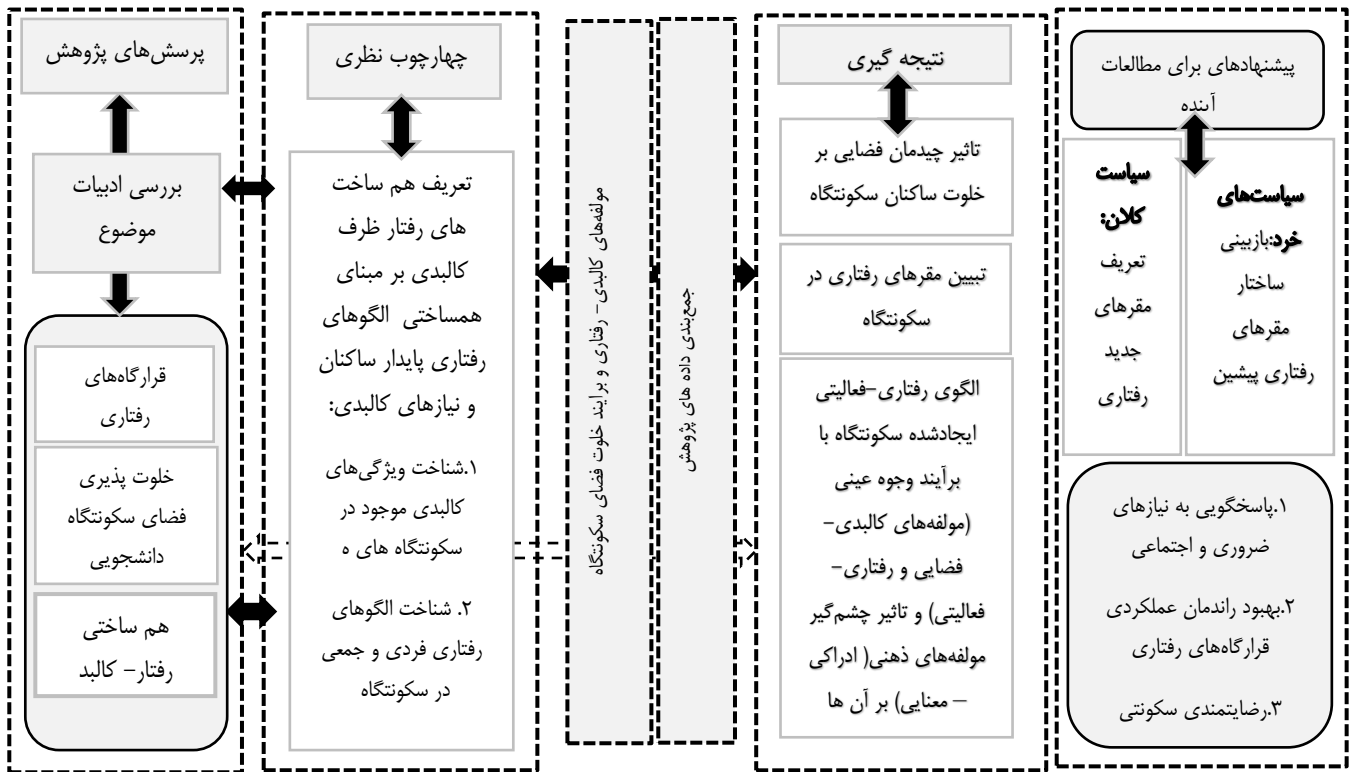 پرسش‌های پژوهش
بررسی ادبیات
موضوع
قرارگاه‌های
رفتاری
خلوت پذیری
فضای سکونتگاه
دانشجویی
هم ساختی
رفتار– کالبد
چهارچوب نظری
تعریف هم ساخت
های رفتار ظرف
کالبدی بر مبنای
همساختی الگوهای
رفتاری پایدار ساکنان
و نیازهای کالبدی:
۱.شناخت ویژگی‌های
کالبدی موجود در
سکونتگاه های ه
۲. شناخت الگوهای
رفتاری فردی و جمعی
در سکونتگاه
مولفه‌های کالبدی– رفتاری و برایند خلوت فضای سکونتگاه
جمع‌بندی داده های پژوهش
نتیجه گیری
تاثیر چیدمان فضایی بر
خلوت ساکنان سکونتگاه
تبیین مقرهای رفتاری در
سکونتگاه
الگوی رفتاری–فعالیتی
ایجادشده سکونتگاه با
برآیند وجوه عینی
(مولفه‌های کالبدی–
فضایی و رفتاری–
فعالیتی) و تاثیر چشم‌گیر
مولفه‌های ذهنی( ادراکی
– معنایی) بر آن ها
پیشنهادهای برای مطالعات
آینده
سیاست
کلان:
تعریف
مقرهای
جدید
رفتاری
سیاست‌های
خرد:بازبینی
ساختار
مقرهای
رفتاری پیشین
۱.پاسخگویی به نیازهای
ضروری و اجتماعی
۲.بهبود راندمان عملکردی
قرارگاه‌های رفتاری
۳.رضایتمندی سکونتی